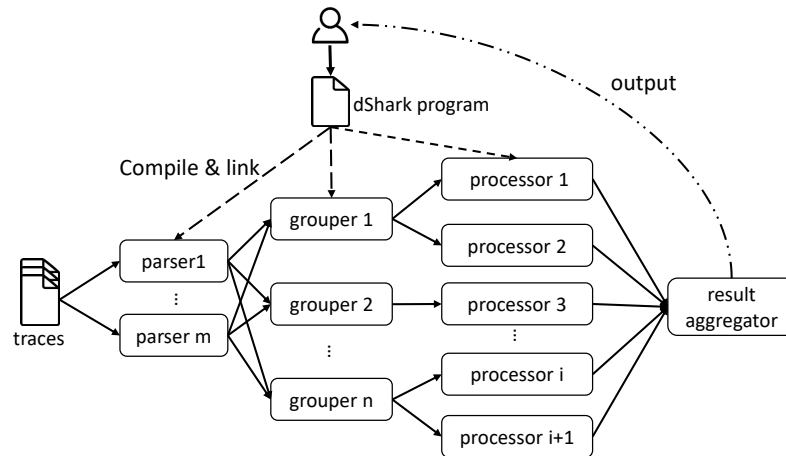 output
dShark program
Compile & link
processor 1
grouper 1
processor 2
parser1
⋮
grouper 2
processor 3
result
aggregator
traces
parser m
⋮
⋮
processor i
grouper n
processor i+1